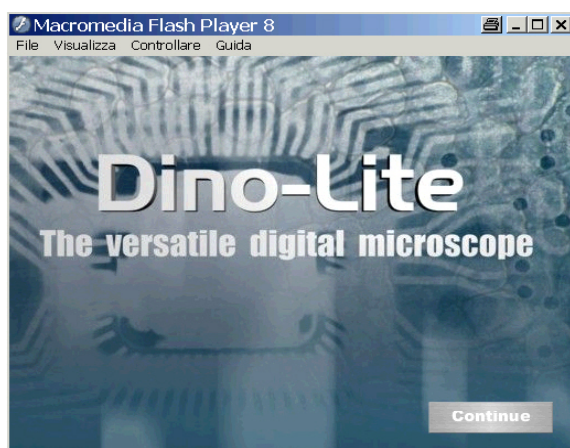 Macromedia Flash Player 8
File Visualizza Controllare Guida
Dino-Lite
The versatile digital microscope
Continue